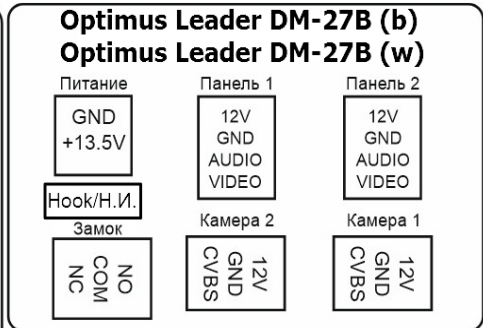 Optimus Leader DM-27B (b)
Optimus Leader DM-27B (w)
Питание
GND
+13.5V
Панель 1
12V
GND
AUDIO
VIDEO
Панель 2
12V
GND
AUDIO
VIDEO
Hook/Н.И.
Замок
NO
COM
NC
Камера 2
12V
GND
CVBS
Камера 1
12V
GND
CVBS